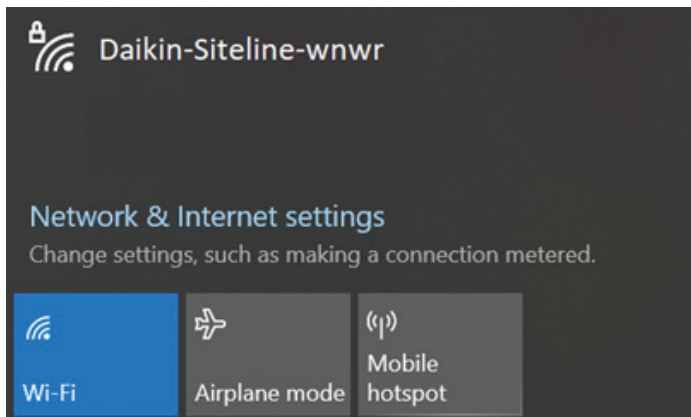 Daikin-Siteline-wnwr
Network & Internet settings
Change settings, such as making a connection metered.
Wi-Fi
Airplane mode
Mobile
hotspot